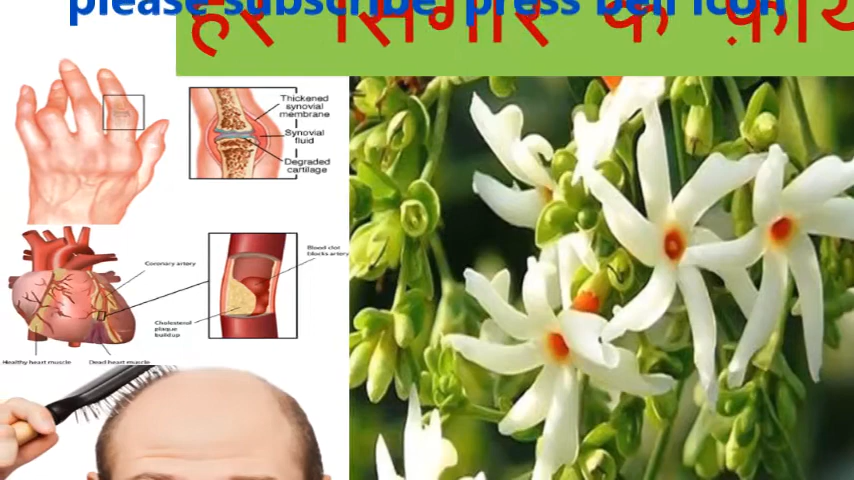 please subscribe press bell icon
हर सिंगार के फ़ाय
Thickened
synovial
membrane
Synovial
fluid
Degraded
cartilage
Coronary artery
Blood clot
blocks artery
Cholesterol
plaque
buildup
Healthy heart muscle
Dead heart muscle